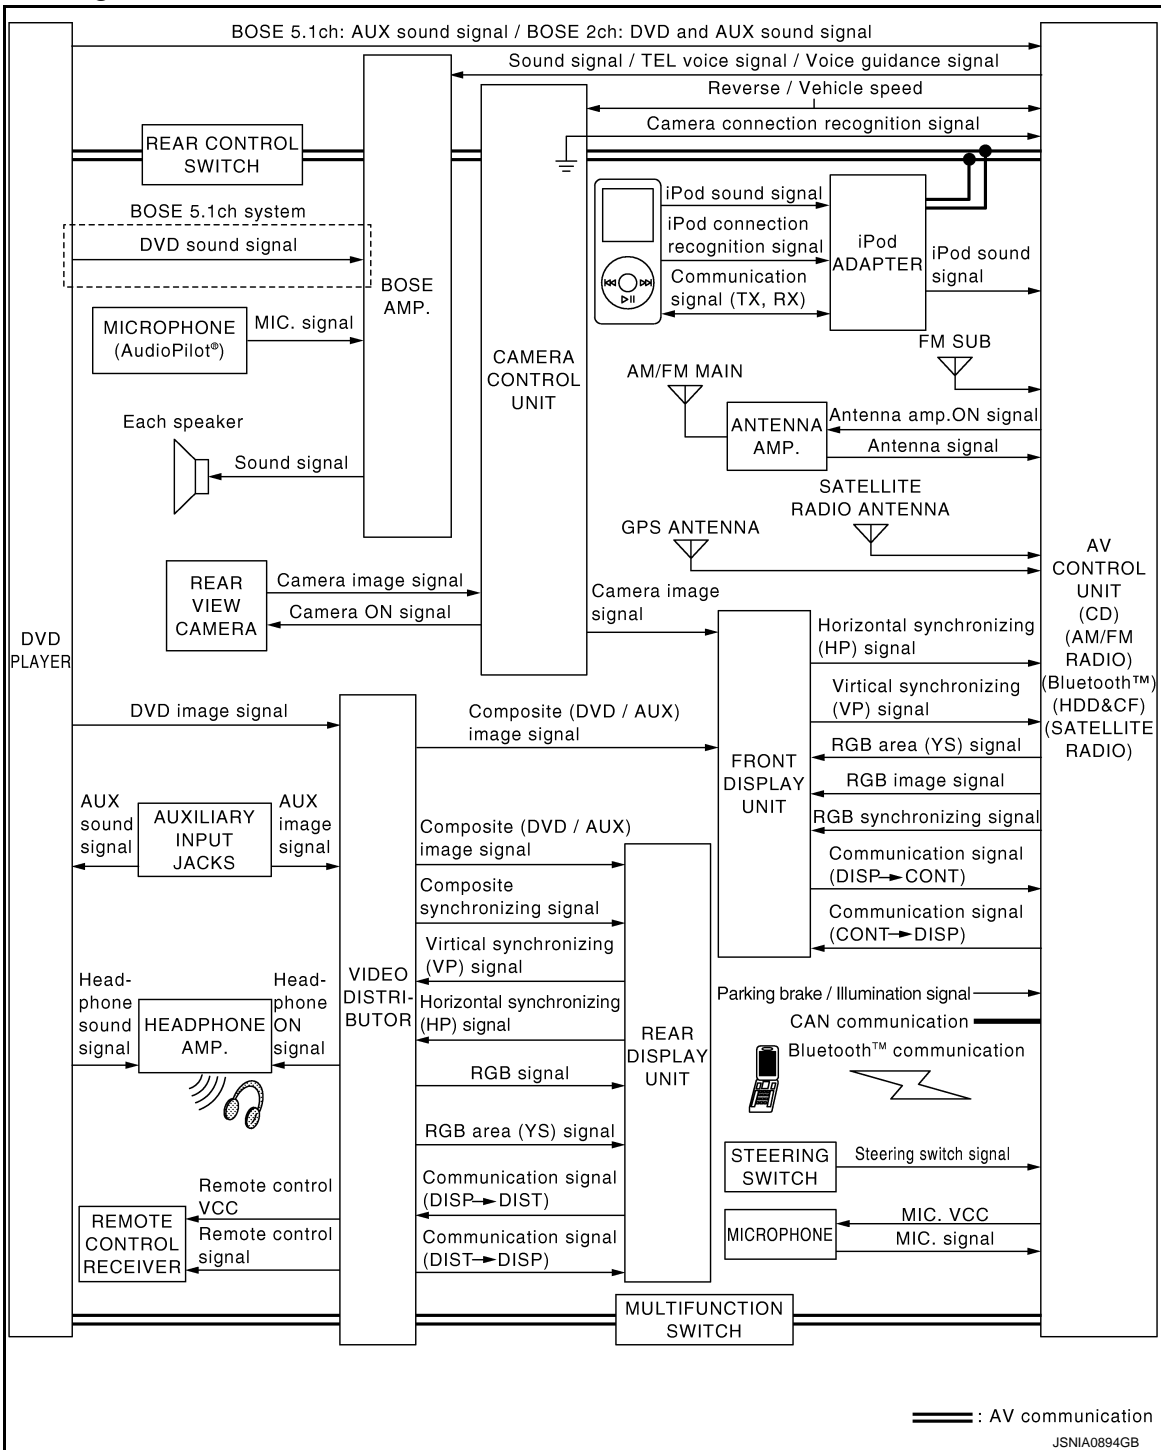 BOSE 5.1ch: AUX sound signal / BOSE 2ch: DVD and AUX sound signal
Sound signal / TEL voice signal / Voice guidance signal
Reverse / Vehicle speed
Camera connection recognition signal
REAR CONTROL
SWITCH
BOSE 5.1ch system
DVD sound signal
BOSE
AMP.
MICROPHONE
(AudioPilot®)
MIC. signal
Each speaker
Sound signal
CAMERA
CONTROL
UNIT
iPod sound signal
iPod connection
recognition signal
Communication
signal (TX, RX)
iPod
ADAPTER
iPod sound
signal
FM SUB
AM/FM MAIN
ANTENNA
AMP.
Antenna amp.ON signal
Antenna signal
SATELLITE
RADIO ANTENNA
GPS ANTENNA
REAR
VIEW
CAMERA
Camera image signal
Camera ON signal
Camera image
signal
DVD
PLAYER
AV
CONTROL
UNIT
(CD)
(AM/FM
RADIO)
(Bluetooth™)
(HDD&CF)
(SATELLITE
RADIO)
Horizontal synchronizing
(HP) signal
Virtical synchronizing
(VP) signal
RGB area (YS) signal
RGB image signal
RGB synchronizing signal
Communication signal
(DISP→CONT)
Communication signal
(CONT→DISP)
FRONT
DISPLAY
UNIT
DVD image signal
Composite (DVD / AUX)
image signal
AUX
sound
signal
AUXILIARY
INPUT
JACKS
AUX
image
signal
Composite (DVD / AUX)
image signal
Composite
synchronizing signal
Virtical synchronizing
(VP) signal
Horizontal synchronizing
(HP) signal
RGB signal
RGB area (YS) signal
Communication signal
(DISP→DIST)
Communication signal
(DIST→DISP)
VIDEO
DISTRI-
BUTOR
REAR
DISPLAY
UNIT
Head-
phone
sound
signal
HEADPHONE
AMP.
Head-
phone
ON
signal
Remote control
VCC
Remote control
signal
REMOTE
CONTROL
RECEIVER
Parking brake / Illumination signal
CAN communication
Bluetooth™ communication
STEERING
SWITCH
Steering switch signal
MICROPHONE
MIC. VCC
MIC. signal
MULTIFUNCTION
SWITCH
: AV communication
JSNIA0894GB